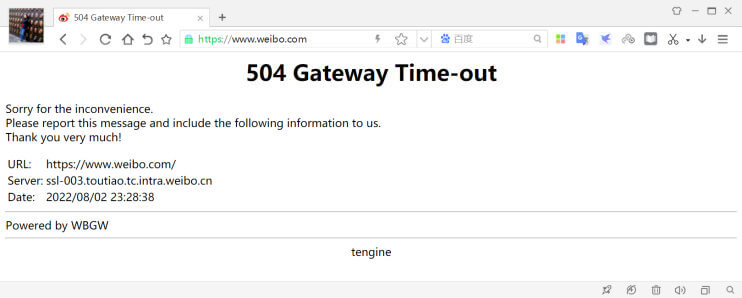 504 Gateway Time-out
https://www.weibo.com
百度
504 Gateway Time-out
Sorry for the inconvenience.
Please report this message and include the following information to us.
Thank you very much!
URL: https://www.weibo.com/
Server: ssl-003.toutiao.tc.intra.weibo.cn
Date: 2022/08/02 23:28:38
Powered by WBGW
tengine